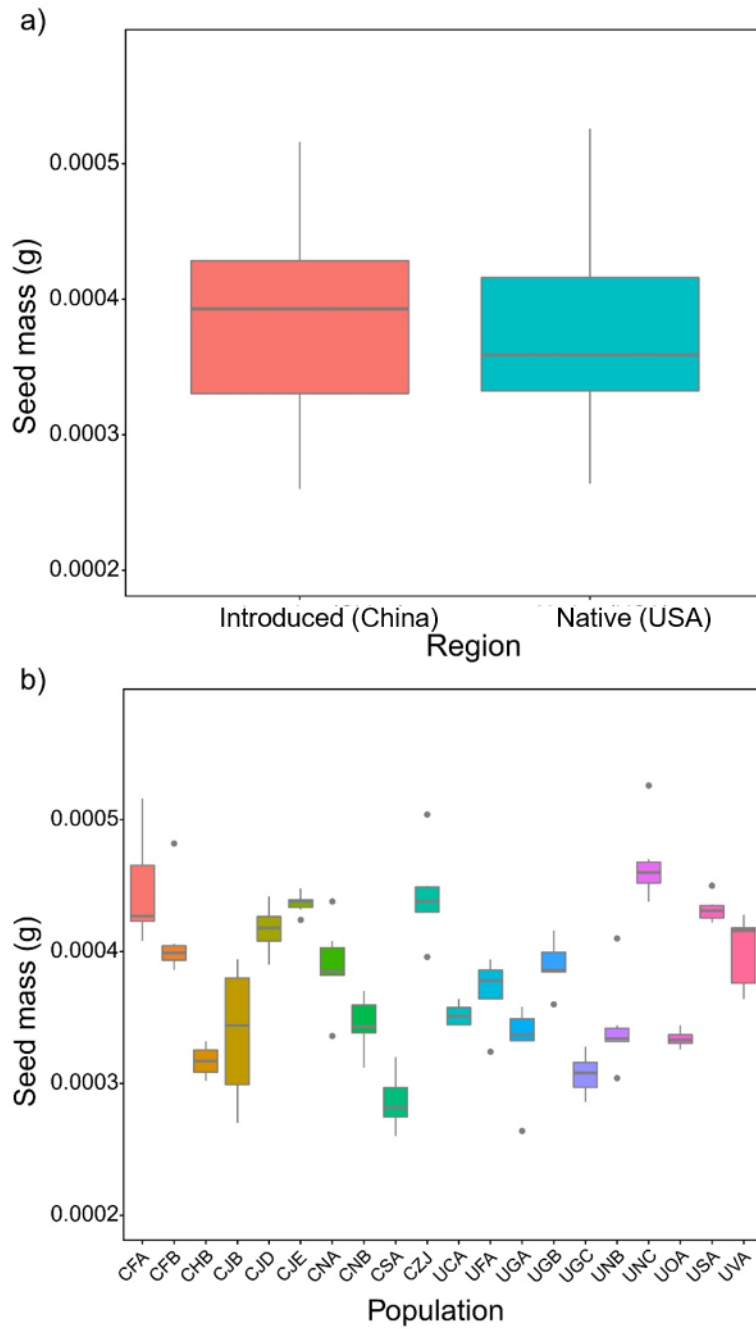 a)
Seed mass (g)
0.0005
0.0004
0.0003
0.0002
Introduced (China) Native (USA)
Region
b)
Seed mass (g)
0.0005
0.0004
0.0003
0.0002
CFA CFB CHB CJB CJD CJE CNA CNB CSA CZJ UCA UFA UGA UGB UGC UNB UNC UOA USA UVA
Population